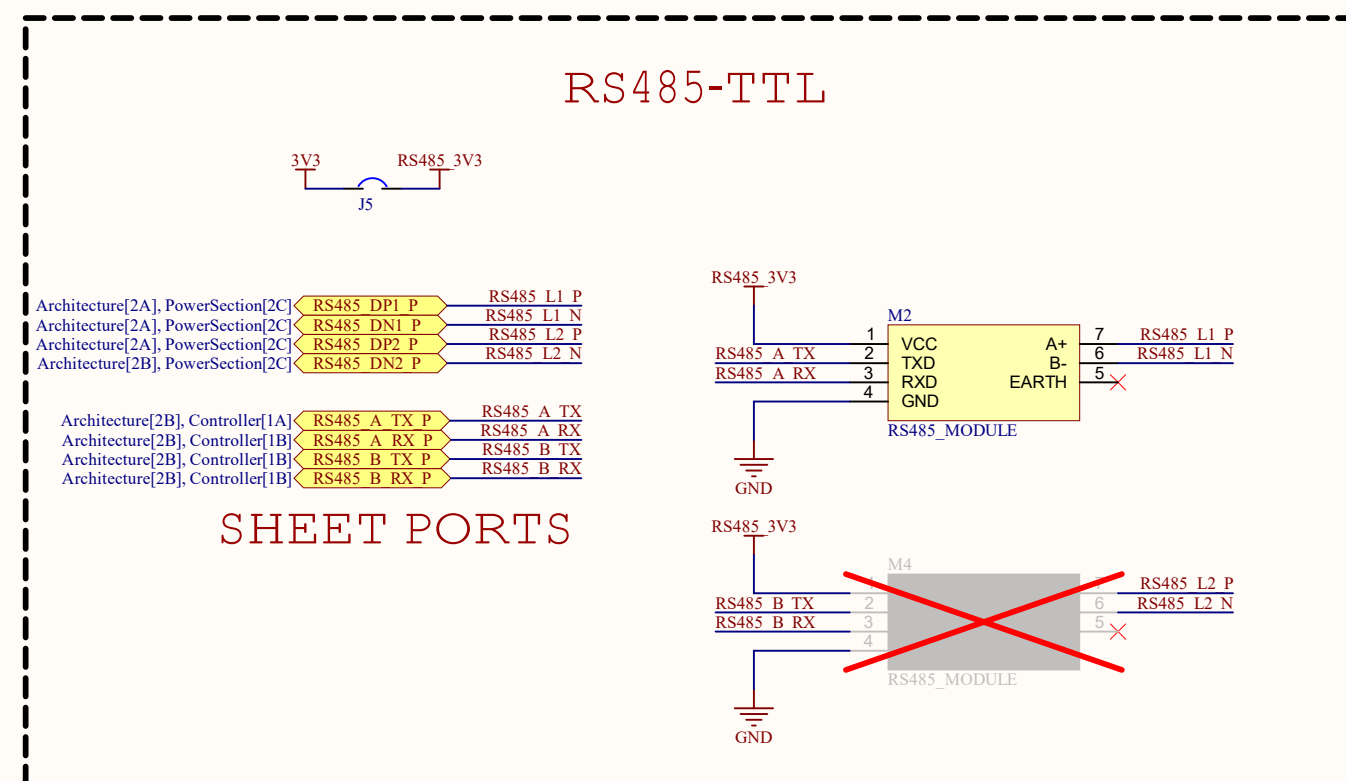 RS485-TTL
3V3
RS485_3V3
J5
Architecture[2A], PowerSection[2C] RS485_DP1_P RS485_L1_P
Architecture[2A], PowerSection[2C] RS485_DN1_P RS485_L1_N
Architecture[2A], PowerSection[2C] RS485_DP2_P RS485_L2_P
Architecture[2B], PowerSection[2C] RS485_DN2_P RS485_L2_N
Architecture[2B], Controller[1A] RS485_A_TX_P RS485_A_TX
Architecture[2B], Controller[1B] RS485_A_RX_P RS485_A_RX
Architecture[2B], Controller[1B] RS485_B_TX_P RS485_B_TX
Architecture[2B], Controller[1B] RS485_B_RX_P RS485_B_RX
SHEET PORTS
RS485_3V3
M2
1 VCC A+ 7 RS485_L1_P
RS485_A_TX 2 TXD B- 6 RS485_L1_N
RS485_A_RX 3 RXD EARTH 5
4 GND
RS485_MODULE
GND
RS485_3V3
M4
1 7 RS485_L2_P
RS485_B_TX 2 6 RS485_L2_N
RS485_B_RX 3 5
4
RS485_MODULE
GND